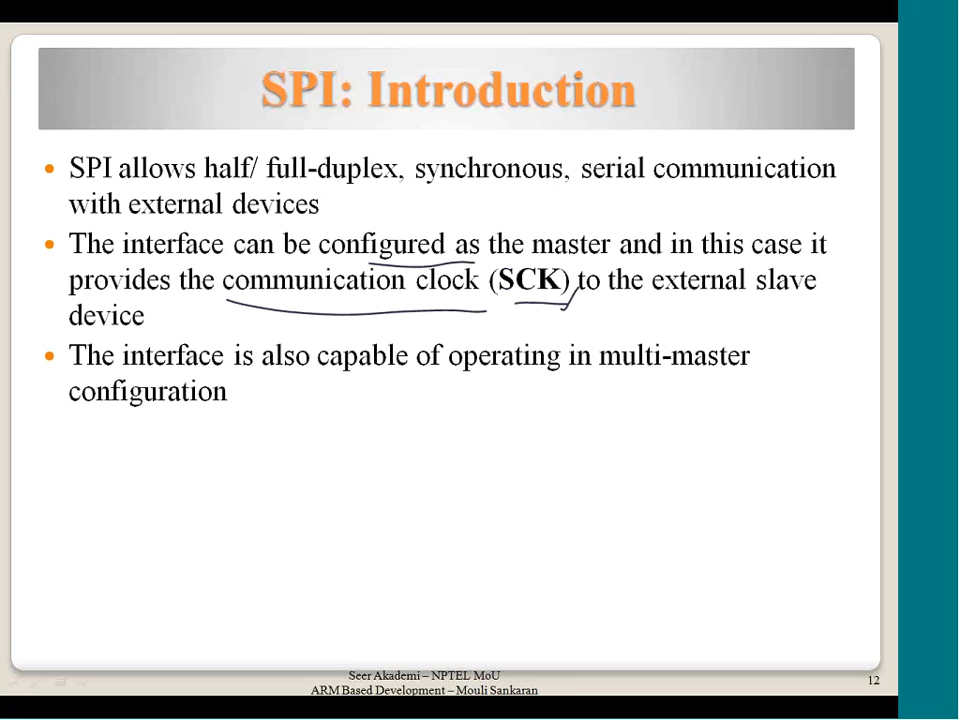 SPI: Introduction
• SPI allows half/ full-duplex, synchronous, serial communication
with external devices
• The interface can be configured as the master and in this case it
provides the communication clock (SCK) to the external slave
device
• The interface is also capable of operating in multi-master
configuration
Seer Akademi – NPTEL MoU
ARM Based Development – Mouli Sankaran
12